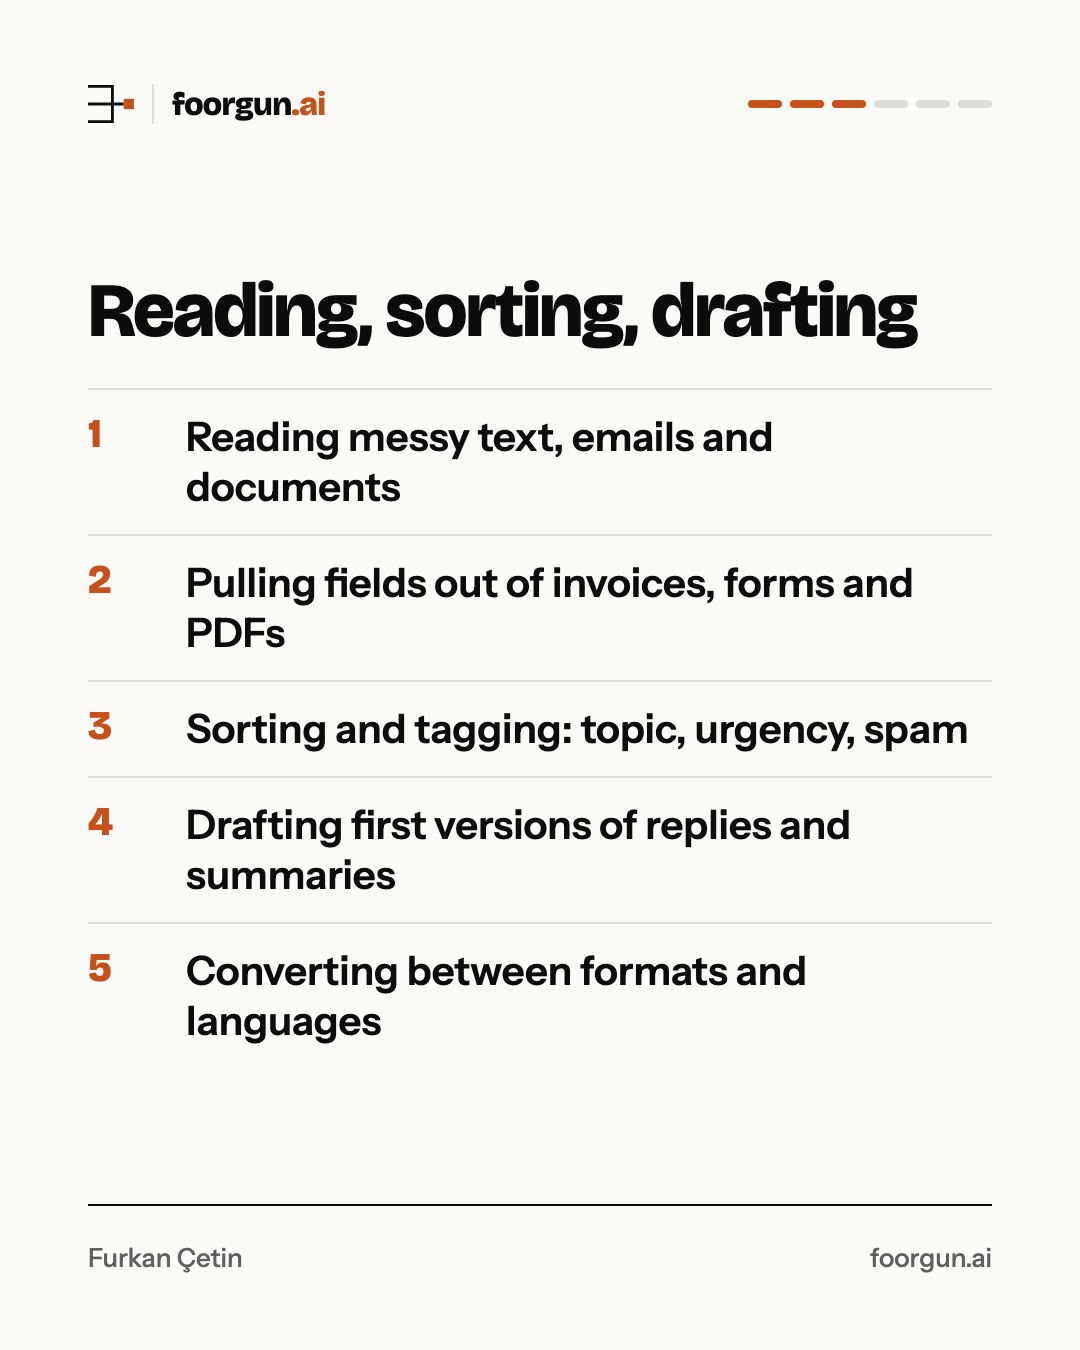 foorgun.ai
Reading, sorting, drafting
1 Reading messy text, emails and
documents
2 Pulling fields out of invoices, forms and
PDFs
3 Sorting and tagging: topic, urgency, spam
4 Drafting first versions of replies and
summaries
5 Converting between formats and
languages
Furkan Çetin foorgun.ai